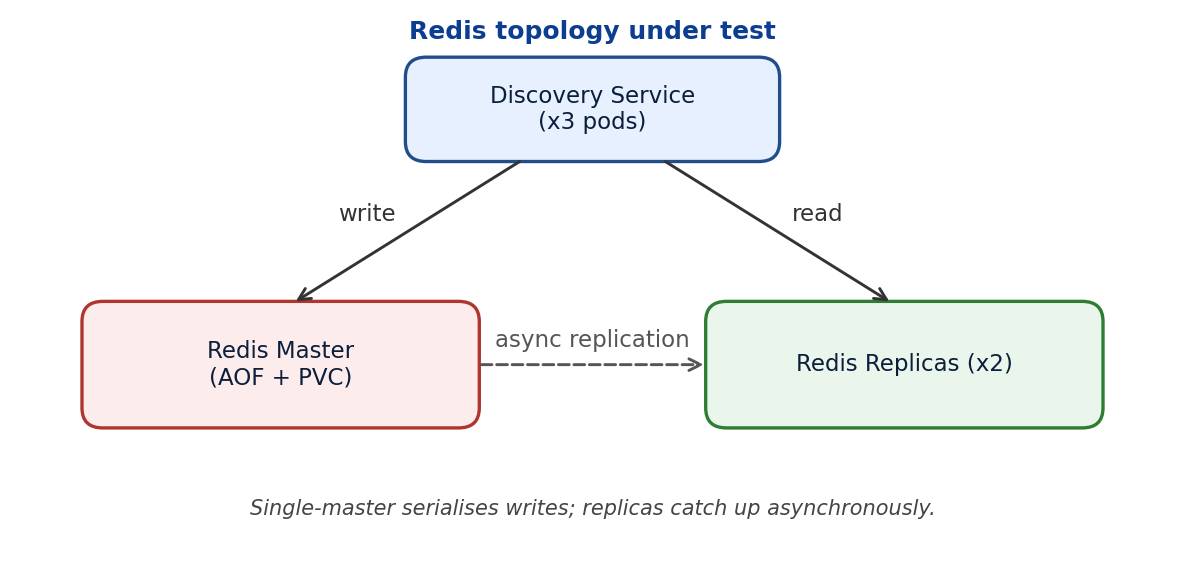 Redis topology under test
Discovery Service
(x3 pods)
write
read
async replication
Redis Master
(AOF + PVC)
Redis Replicas (x2)
Single-master serialises writes; replicas catch up asynchronously.